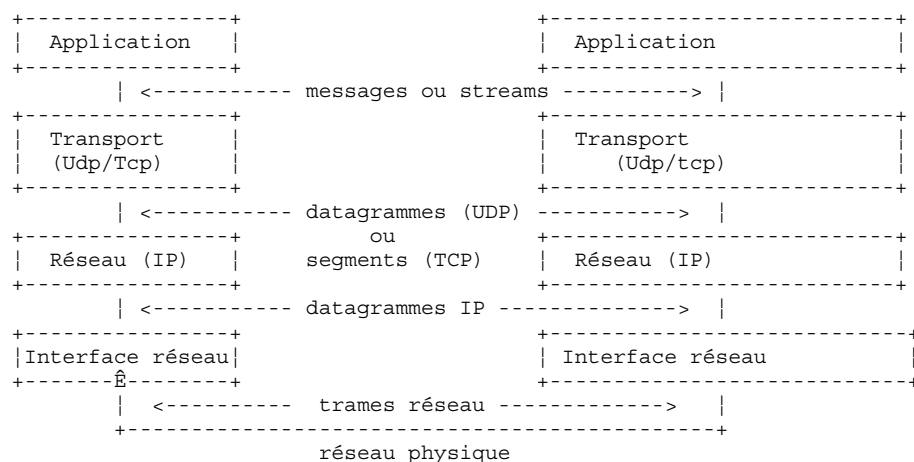 Application Application
<----------- messages ou streams ---------->
Transport Transport
(Udp/Tcp) (Udp/tcp)
<----------- datagrammes (UDP) ----------->
ou
Réseau (IP) segments (TCP) Réseau (IP)
<----------- datagrammes IP -------------->
Interface réseau Interface réseau
Ê
<---------- trames réseau ------------->
réseau physique